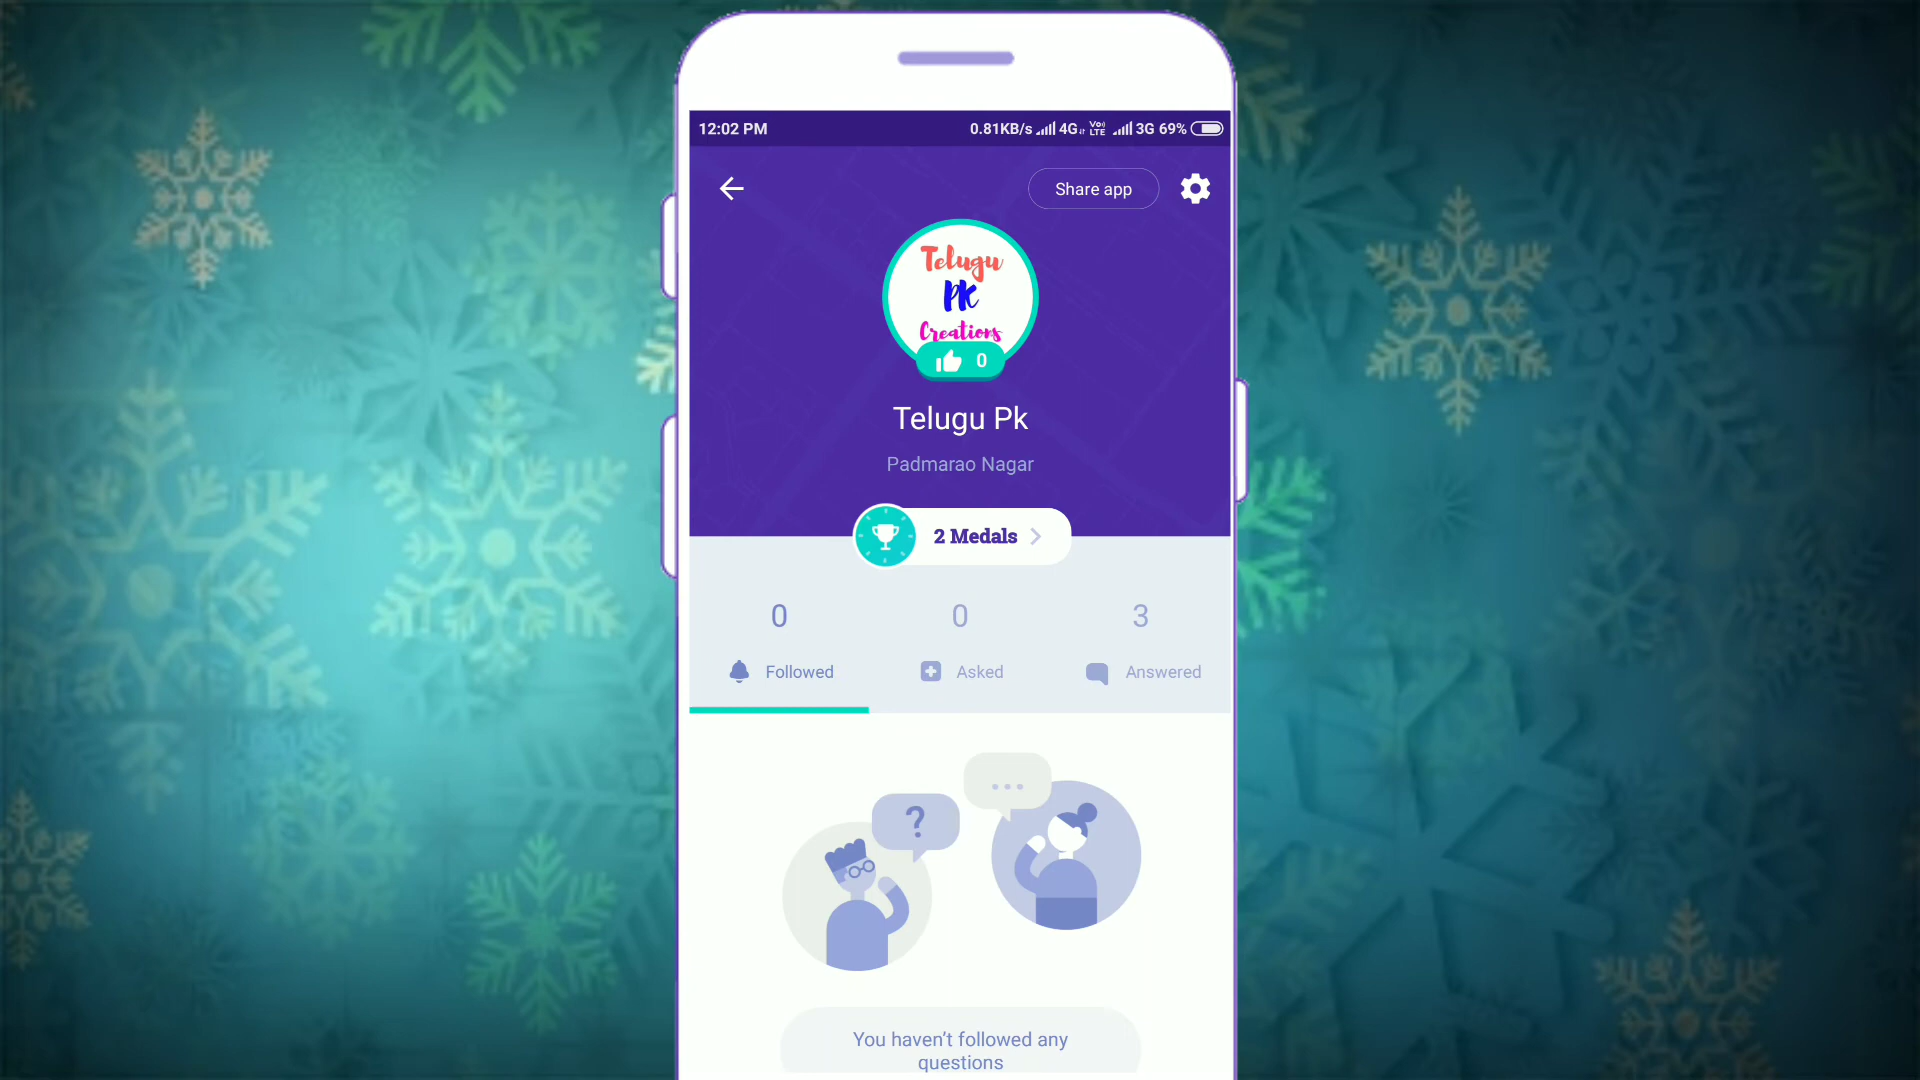 12:02 PM
0.81KB/s 4G VoLTE 3G 69%
Share app
Telugu
PK
Creations
0
Telugu Pk
Padmarao Nagar
2 Medals
0
0
3
Followed
Asked
Answered
?
You haven't followed any
questions